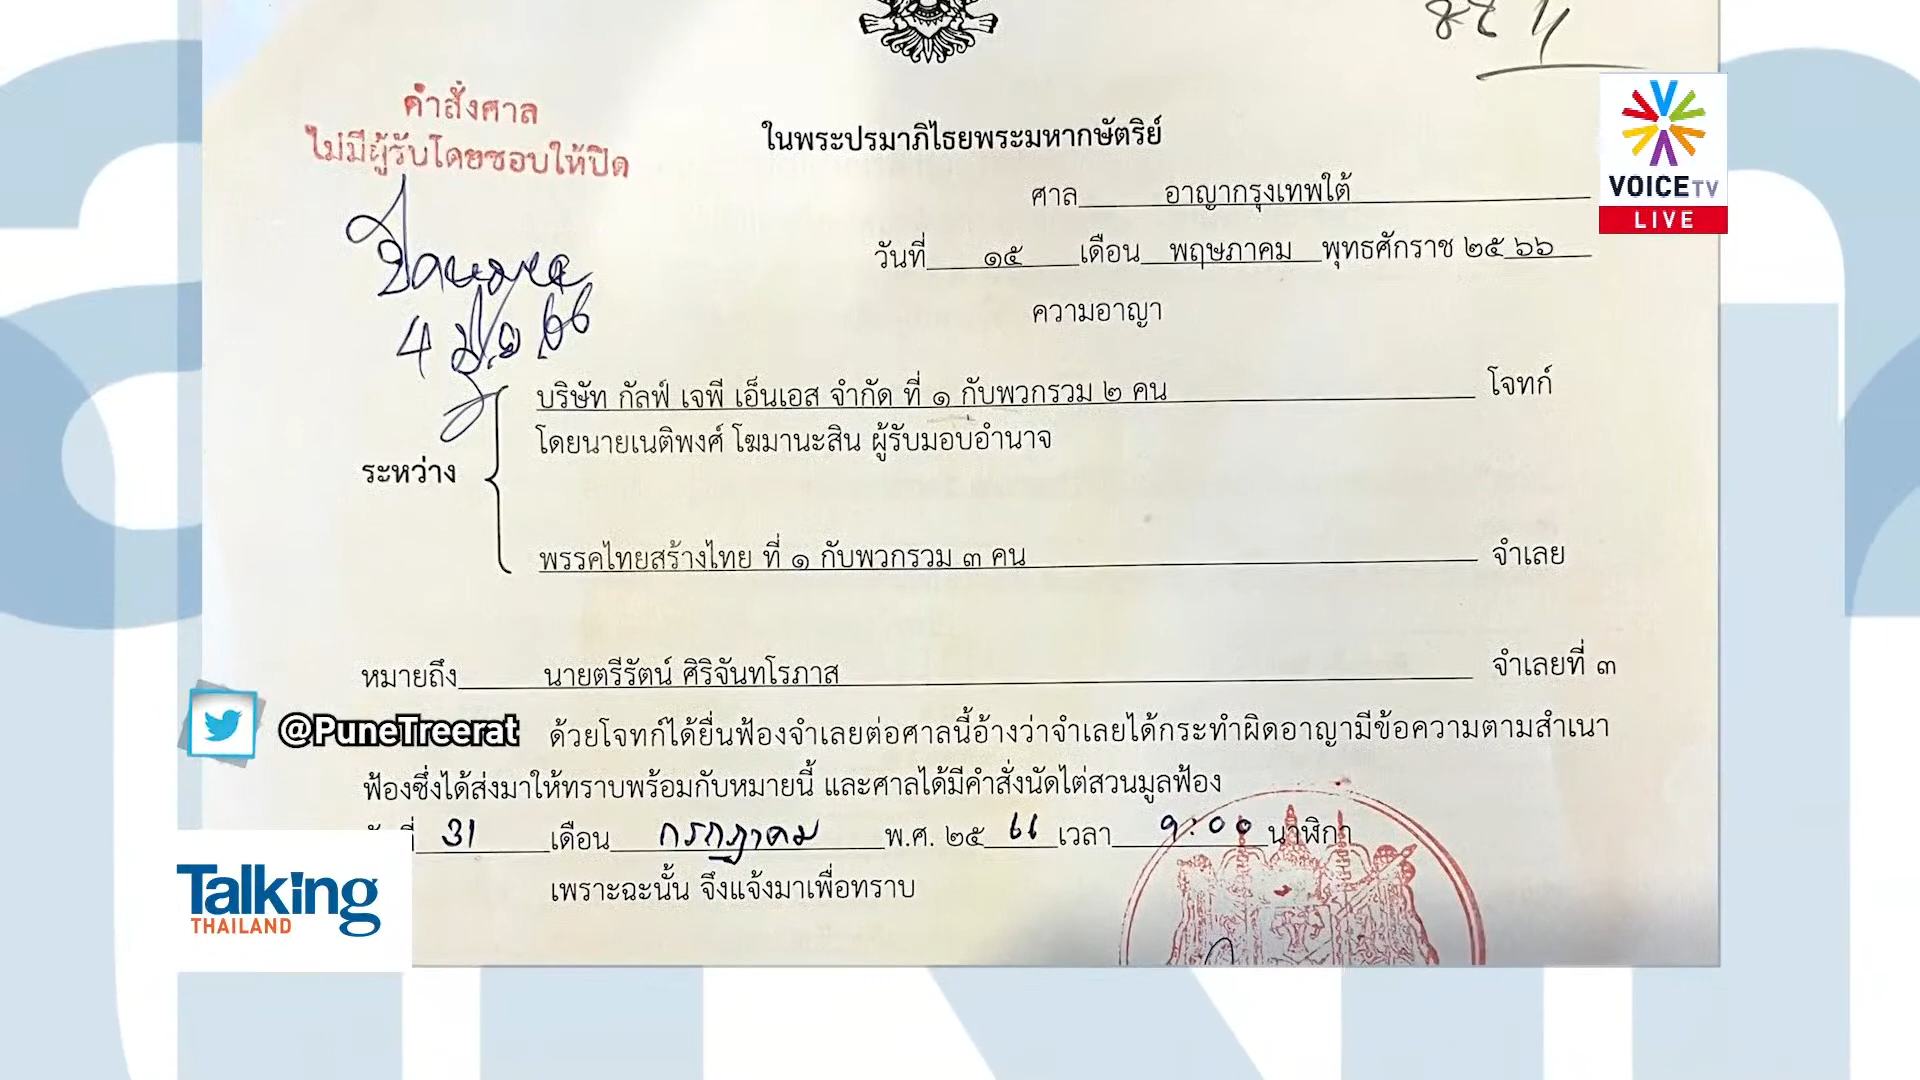 คำสั่งศาล
ไม่มีผู้รับโดยชอบให้ปิด
4 มิ.ย. 66
VOICETV
LIVE
ในพระปรมาภิไธยพระมหากษัตริย์
ศาล อาญากรุงเทพใต้
วันที่ ๑๕ เดือน พฤษภาคม พุทธศักราช ๒๕๖๖
ความอาญา
บริษัท กัลฟ์ เจพี เอ็นเอส จำกัด ที่ ๑ กับพวกรวม ๒ คน โจทก์
โดยนายเนติพงศ์ โฆมานะสิน ผู้รับมอบอำนาจ
ระหว่าง
พรรคไทยสร้างไทย ที่ ๑ กับพวกรวม ๓ คน จำเลย
หมายถึง นายตรีรัตน์ ศิริจันทโรภาส จำเลยที่ ๓
@PuneTreerat
ด้วยโจทก์ได้ยื่นฟ้องจำเลยต่อศาลนี้อ้างว่าจำเลยได้กระทำผิดอาญามีข้อความตามสำเนา
ฟ้องซึ่งได้ส่งมาให้ทราบพร้อมกับหมายนี้ และศาลได้มีคำสั่งนัดไต่สวนมูลฟ้อง
31 เดือน กรกฎาคม พ.ศ. ๒๕66 เวลา 9:00 นาฬิกา
เพราะฉะนั้น จึงแจ้งมาเพื่อทราบ
Talking
THAILAND